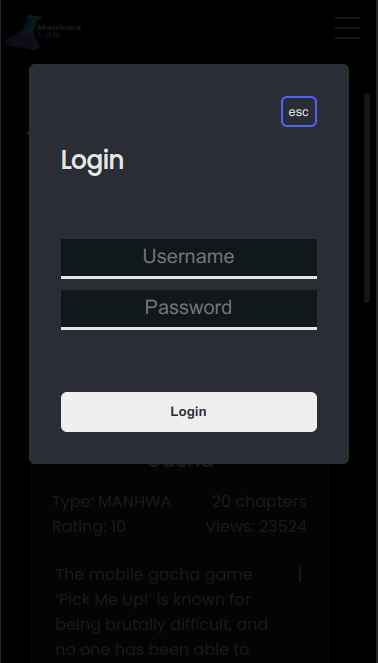 Manhwa
Lab
esc
Login
Username
Password
Login
Type: MANHWA 20 chapters
Rating: 10 Views: 23524
The mobile gacha game
‘Pick Me Up!’ is known for
being brutally difficult, and
no one has been able to